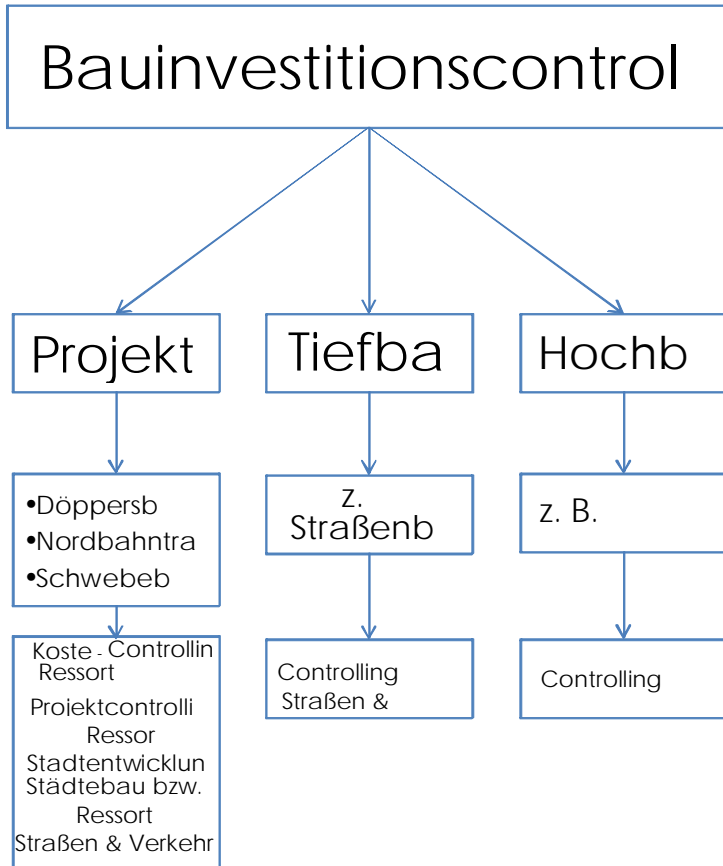 Bauinvestitionscontrol
Projekt
Tiefba
Hochb
•Döppersb
•Nordbahntra
•Schwebeb
z.
Straßenb
z. B.
Koste - Controllin
Ressort
Projektcontrolli
Ressor
Stadtentwicklun
Städtebau bzw.
Ressort
Straßen & Verkehr
Controlling
Straßen &
Controlling